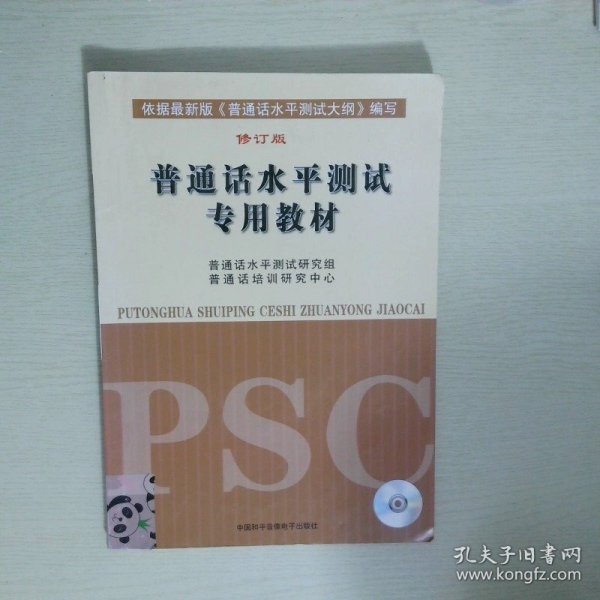 依据最新版《普通话水平测试大纲》编写
修订版
普通话水平测试
专用教材
普通话水平测试研究组
普通话培训研究中心
PUTONGHUA SHUIPING CESHI ZHUANYONG JIAOCAI
PSC
中国和平音像电子出版社
孔夫子旧书网
www.kongfz.com